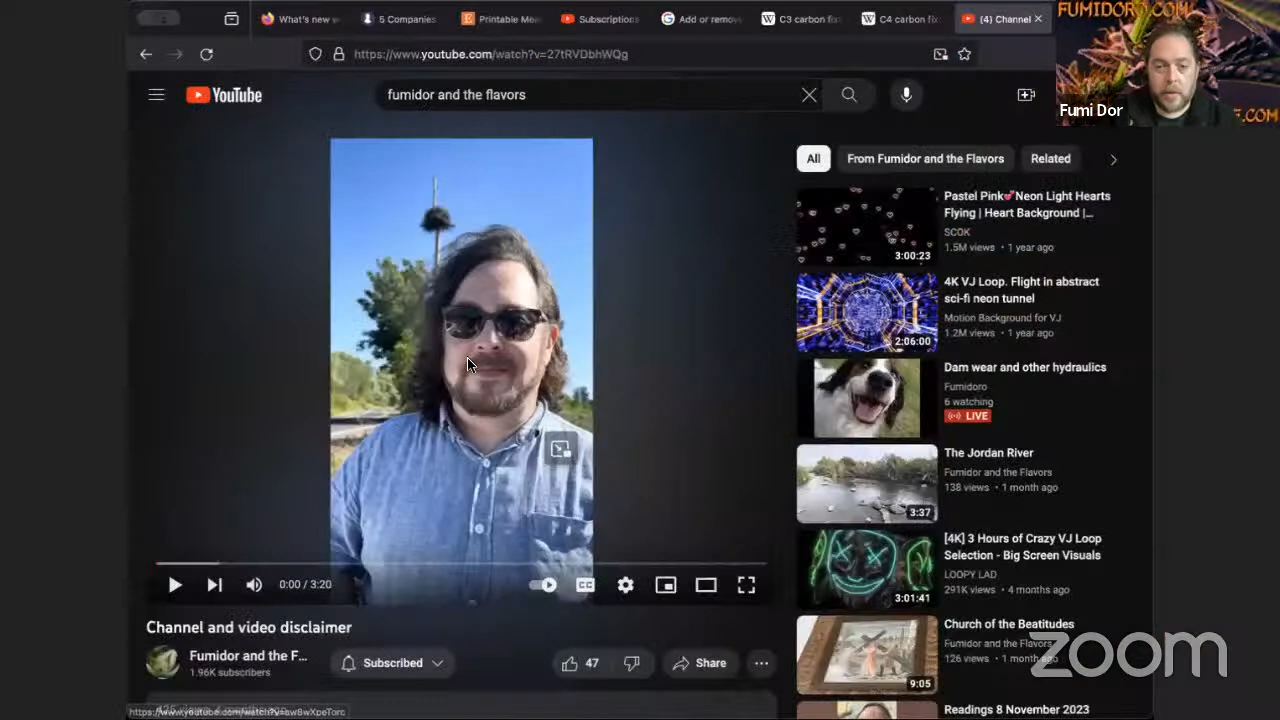 What's new w
5 Companies
Printable Me
Subscriptions
Add or remov
C3 carbon fix
C4 carbon fix
(4) Channel
FUMIDORO.COM
https://www.youtube.com/watch?v=27tRVDbhWQg
YouTube
fumidor and the flavors
Fumi Dor
E.COM
All
From Fumidor and the Flavors
Related
Pastel Pink💕Neon Light Hearts
Flying | Heart Background |...
SCOK
1.5M views • 1 year ago
3:00:23
4K VJ Loop. Flight in abstract
sci-fi neon tunnel
Motion Background for VJ
1.2M views • 1 year ago
2:06:00
Dam wear and other hydraulics
Fumidoro
6 watching
LIVE
The Jordan River
Fumidor and the Flavors
138 views • 1 month ago
3:37
[4K] 3 Hours of Crazy VJ Loop
Selection - Big Screen Visuals
LOOPY LAD
291K views • 4 months ago
3:01:41
Church of the Beatitudes
Fumidor and the Flavors
126 views • 1 month ago
9:05
Readings 8 November 2023
0:00 / 3:20
CC
Channel and video disclaimer
Fumidor and the F...
1.96K subscribers
Subscribed
47
Share
zoom